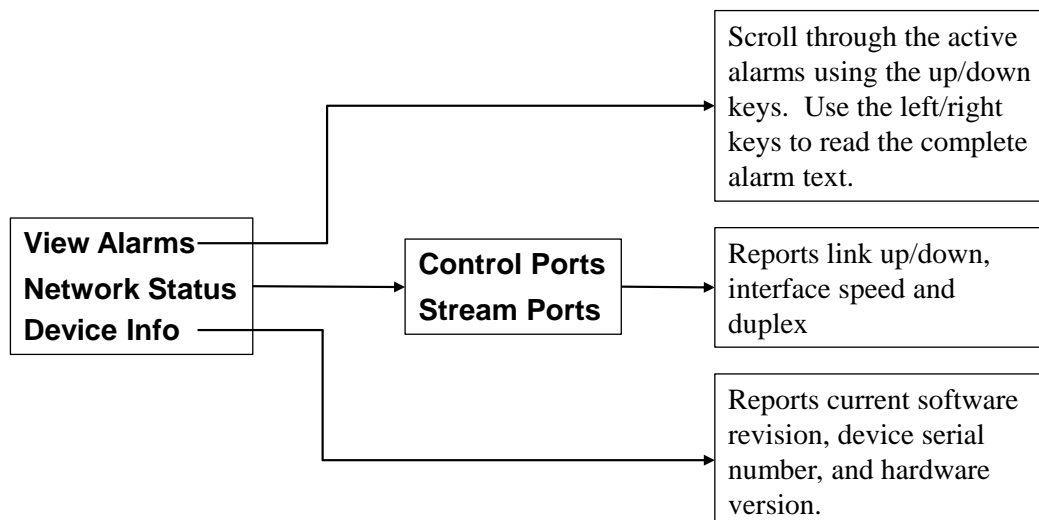 Scroll through the active
alarms using the up/down
keys.  Use the left/right
keys to read the complete
alarm text.
View Alarms
Network Status
Device Info
Control Ports
Stream Ports
Reports link up/down,
interface speed and
duplex
Reports current software
revision, device serial
number, and hardware
version.